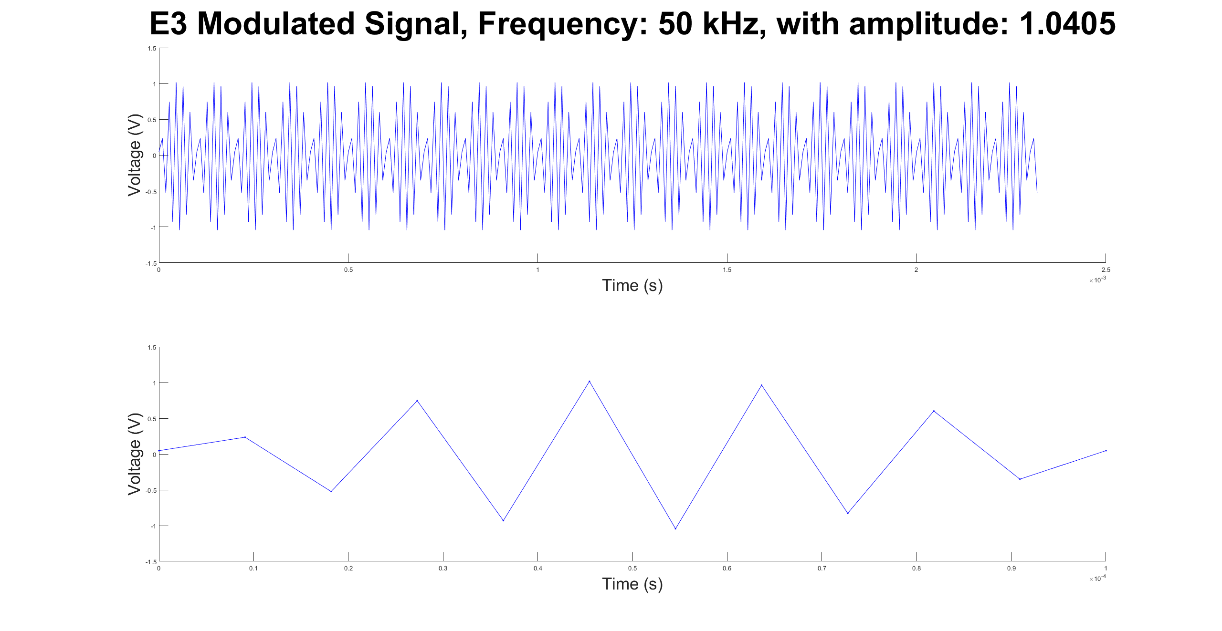 E3 Modulated Signal, Frequency: 50 kHz, with amplitude: 1.0405
1.5
1
0.5
0
-0.5
-1
-1.5
Voltage (V)
0 0.5 1 1.5 2 2.5
×10-3
Time (s)
1.5
1
0.5
0
-0.5
-1
-1.5
Voltage (V)
0 0.1 0.2 0.3 0.4 0.5 0.6 0.7 0.8 0.9 1
×10-4
Time (s)